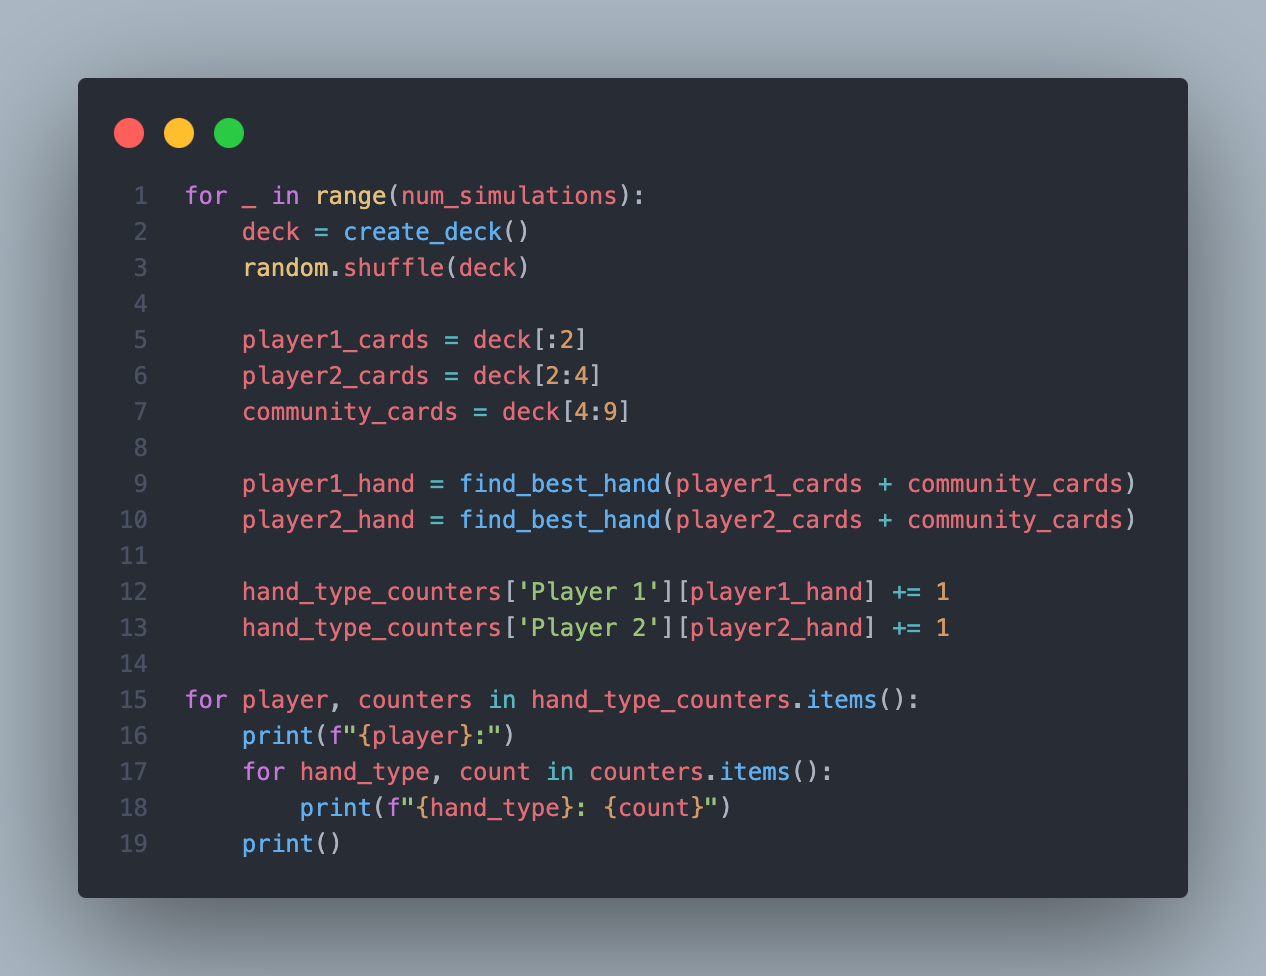 1 for _ in range(num_simulations):
2     deck = create_deck()
3     random.shuffle(deck)
4
5     player1_cards = deck[:2]
6     player2_cards = deck[2:4]
7     community_cards = deck[4:9]
8
9     player1_hand = find_best_hand(player1_cards + community_cards)
10     player2_hand = find_best_hand(player2_cards + community_cards)
11
12     hand_type_counters['Player 1'][player1_hand] += 1
13     hand_type_counters['Player 2'][player2_hand] += 1
14
15 for player, counters in hand_type_counters.items():
16     print(f"{player}:")
17     for hand_type, count in counters.items():
18         print(f"{hand_type}: {count}")
19     print()